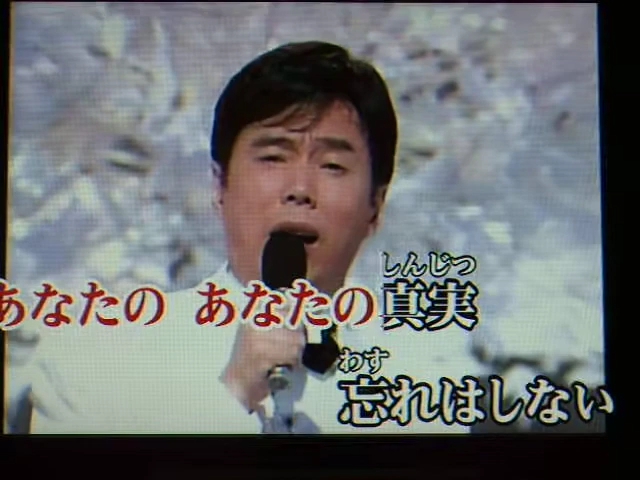 しんじつ
あなたの あなたの真実
わす
忘れはしない